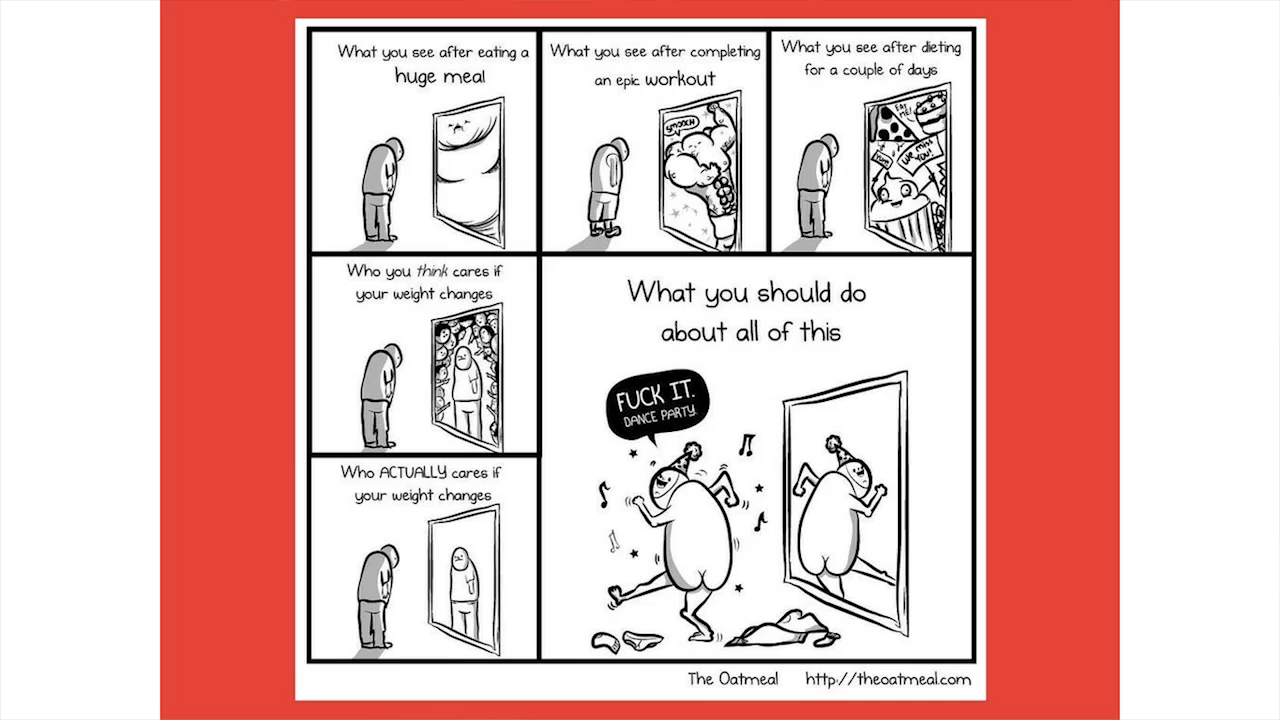 What you see after eating a
huge meal
What you see after completing
an epic workout
SMOOCH
What you see after dieting
for a couple of days
EAT
ME!
YUM
WE MISS
YOU!
Who you think cares if
your weight changes
Who ACTUALLY cares if
your weight changes
What you should do
about all of this
FUCK IT.
DANCE PARTY.
The Oatmeal http://theoatmeal.com